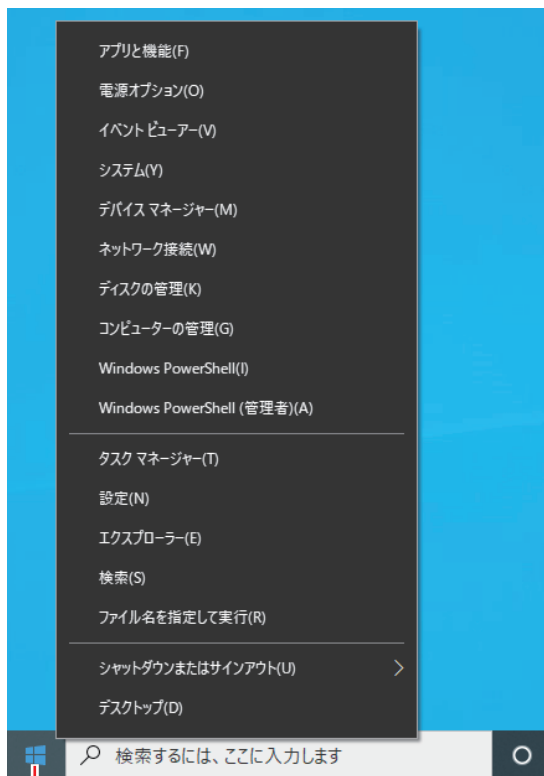 アプリと機能(F)
電源オプション(O)
イベント ビューアー(V)
システム(Y)
デバイス マネージャー(M)
ネットワーク接続(W)
ディスクの管理(K)
コンピューターの管理(G)
Windows PowerShell(I)
Windows PowerShell (管理者)(A)
タスク マネージャー(T)
設定(N)
エクスプローラー(E)
検索(S)
ファイル名を指定して実行(R)
シャットダウンまたはサインアウト(U)
デスクトップ(D)
検索するには、ここに入力します